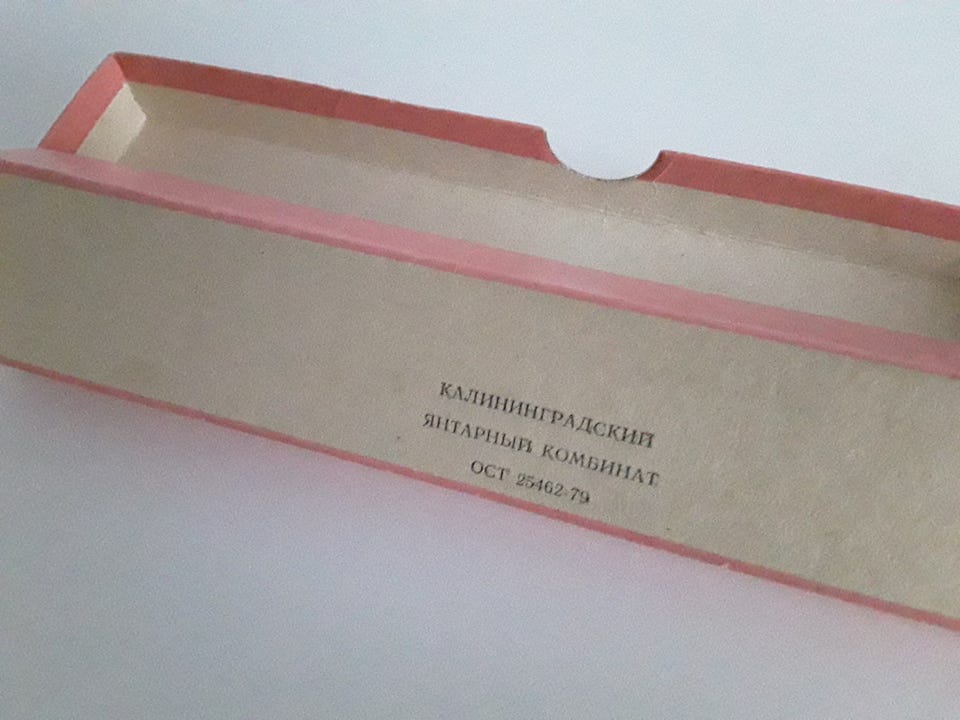 КАЛИНИНГРАДСКИЙ
ЯНТАРНЫЙ КОМБИНАТ
ОСТ 25462-79